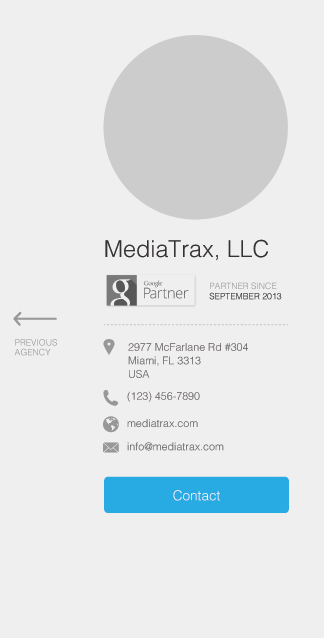 MediaTrax, LLC
g
Google
Partner
PARTNER SINCE
SEPTEMBER 2013
PREVIOUS
AGENCY
2977 McFarlane Rd #304
Miami, FL 3313
USA
(123) 456-7890
mediatrax.com
info@mediatrax.com
Contact